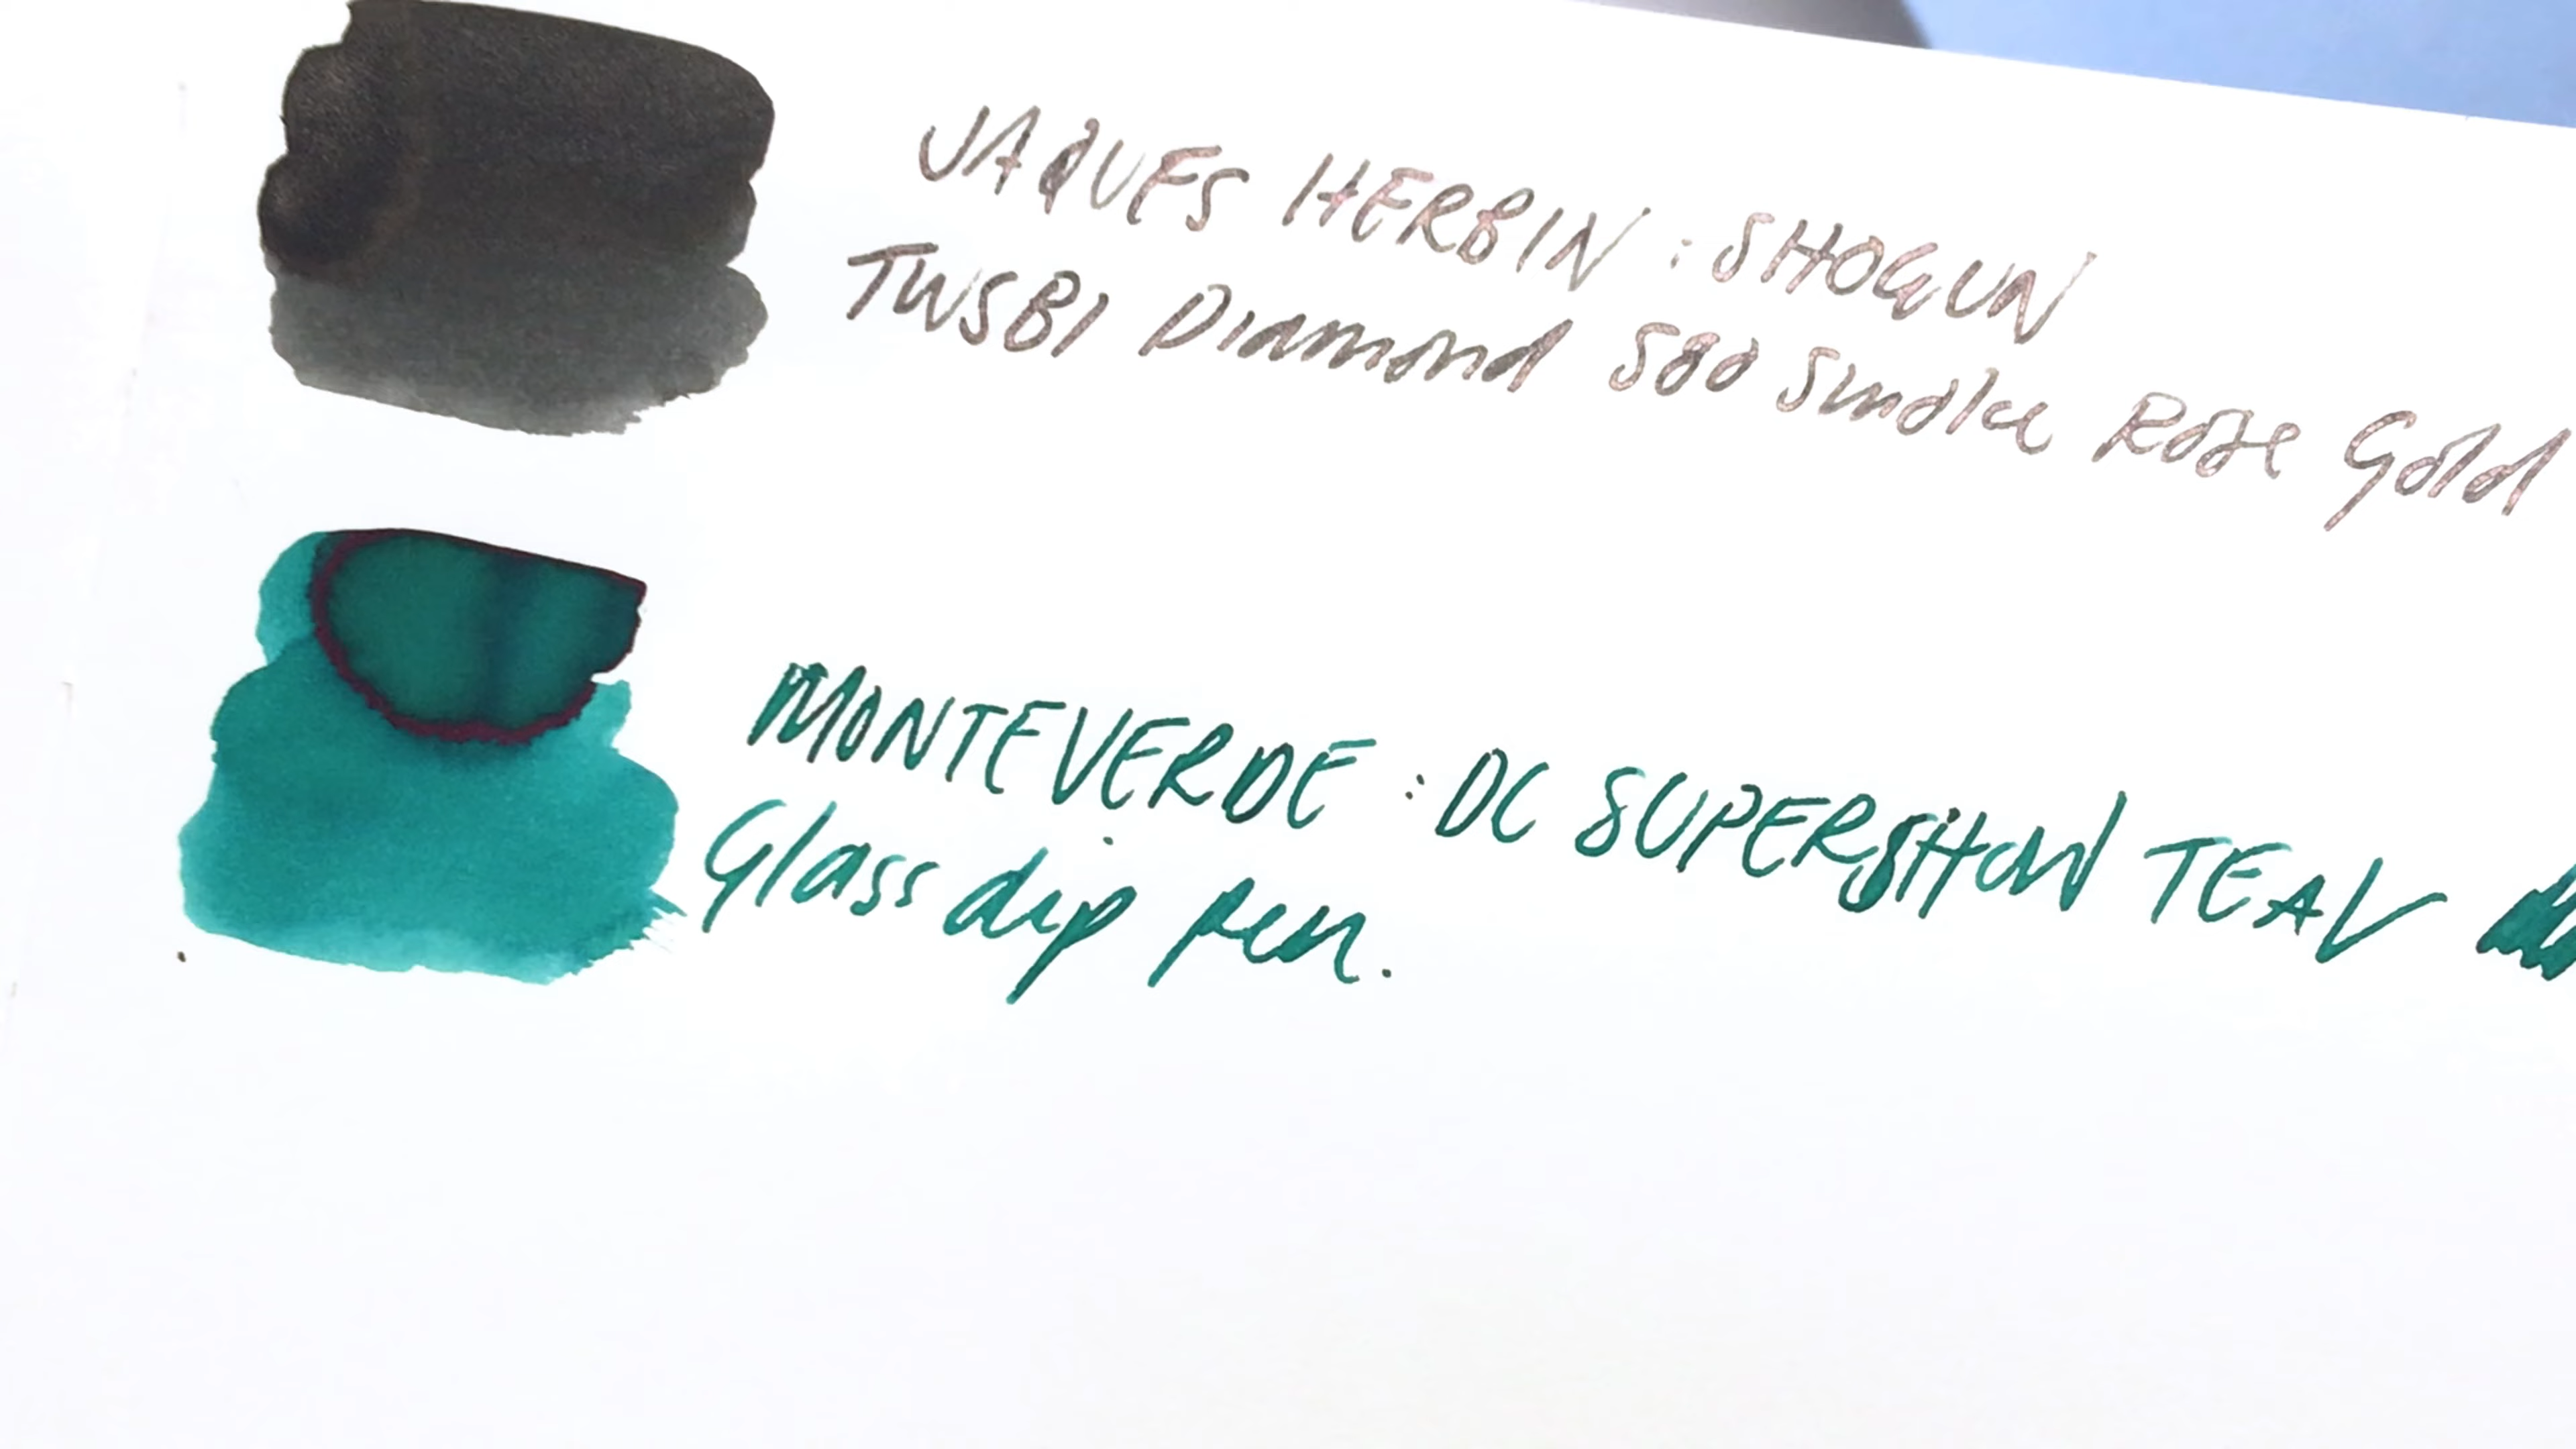 JAQUES HERBIN : SHOGUN
TWSBI Diamond 580 Smoke Rose Gold
MONTEVERDE : DC SUPERSHOW TEAL
Glass dip pen.